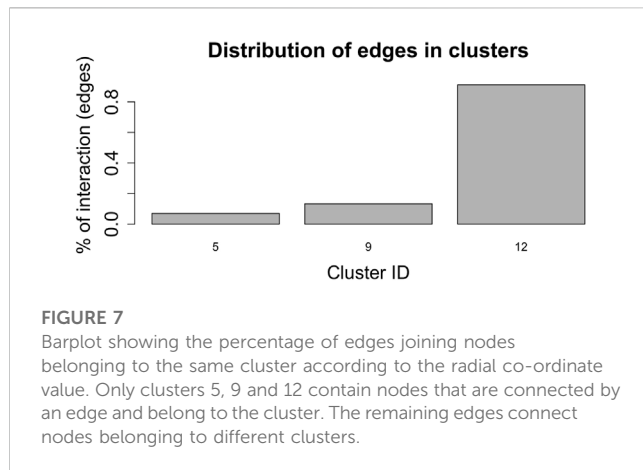 Distribution of edges in clusters
% of interaction (edges)
0.8
0.4
0.0
5
9
12
Cluster ID
FIGURE 7
Barplot showing the percentage of edges joining nodes
belonging to the same cluster according to the radial co-ordinate
value. Only clusters 5, 9 and 12 contain nodes that are connected by
an edge and belong to the cluster. The remaining edges connect
nodes belonging to different clusters.